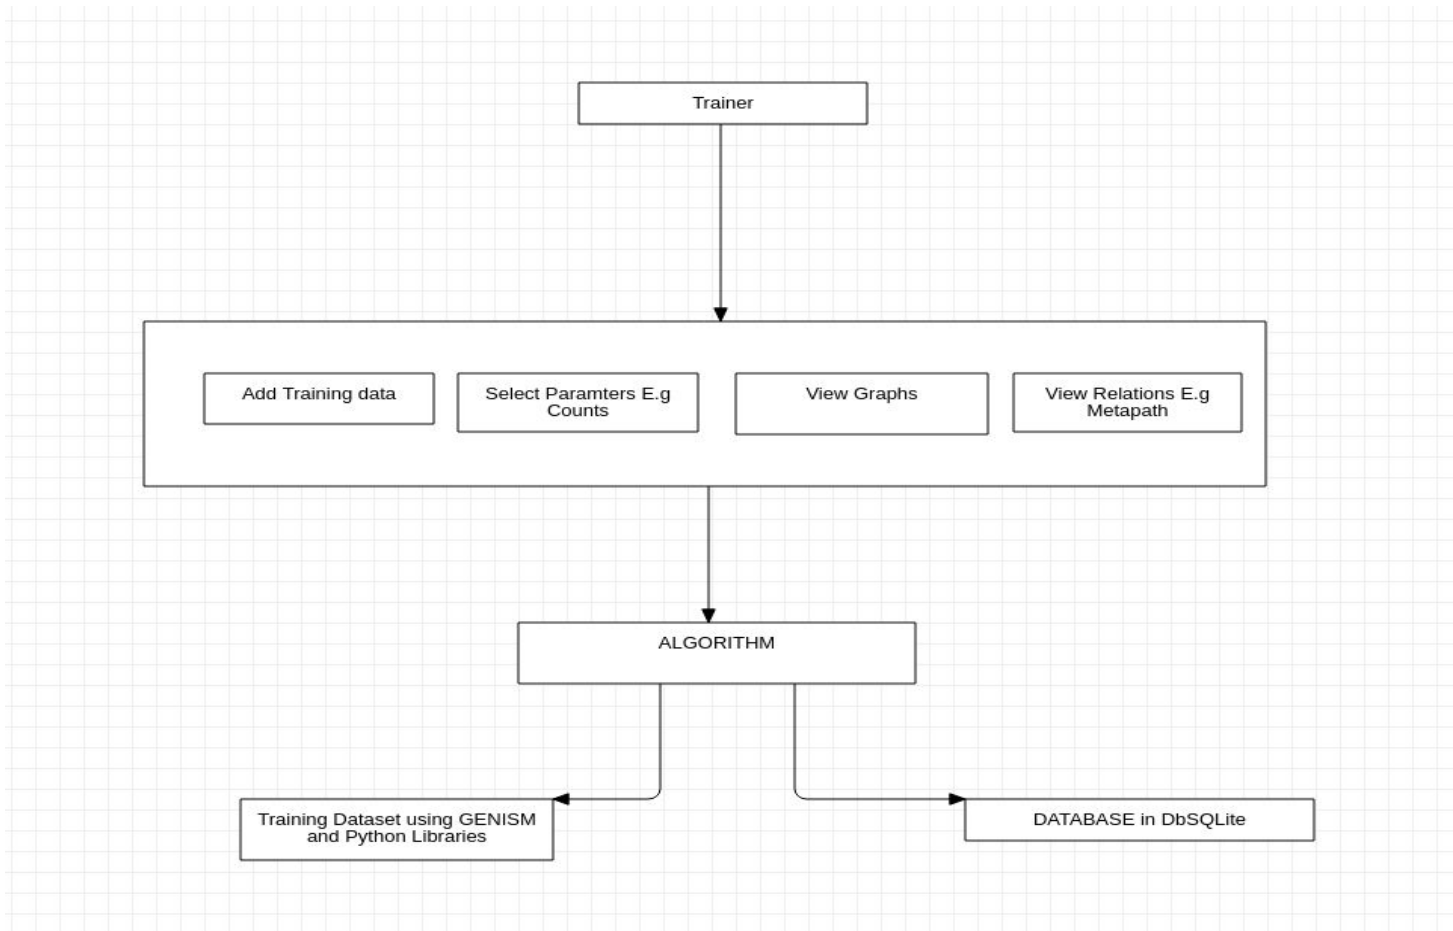 Trainer
Add Training data
Select Paramters E.g
Counts
View Graphs
View Relations E.g
Metapath
ALGORITHM
Training Dataset using GENISM
and Python Libraries
DATABASE in DbSQLite